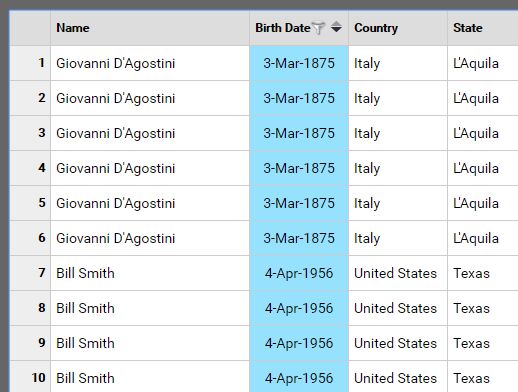 Name Birth Date Country State
1 Giovanni D'Agostini 3-Mar-1875 Italy L'Aquila
2 Giovanni D'Agostini 3-Mar-1875 Italy L'Aquila
3 Giovanni D'Agostini 3-Mar-1875 Italy L'Aquila
4 Giovanni D'Agostini 3-Mar-1875 Italy L'Aquila
5 Giovanni D'Agostini 3-Mar-1875 Italy L'Aquila
6 Giovanni D'Agostini 3-Mar-1875 Italy L'Aquila
7 Bill Smith 4-Apr-1956 United States Texas
8 Bill Smith 4-Apr-1956 United States Texas
9 Bill Smith 4-Apr-1956 United States Texas
10 Bill Smith 4-Apr-1956 United States Texas